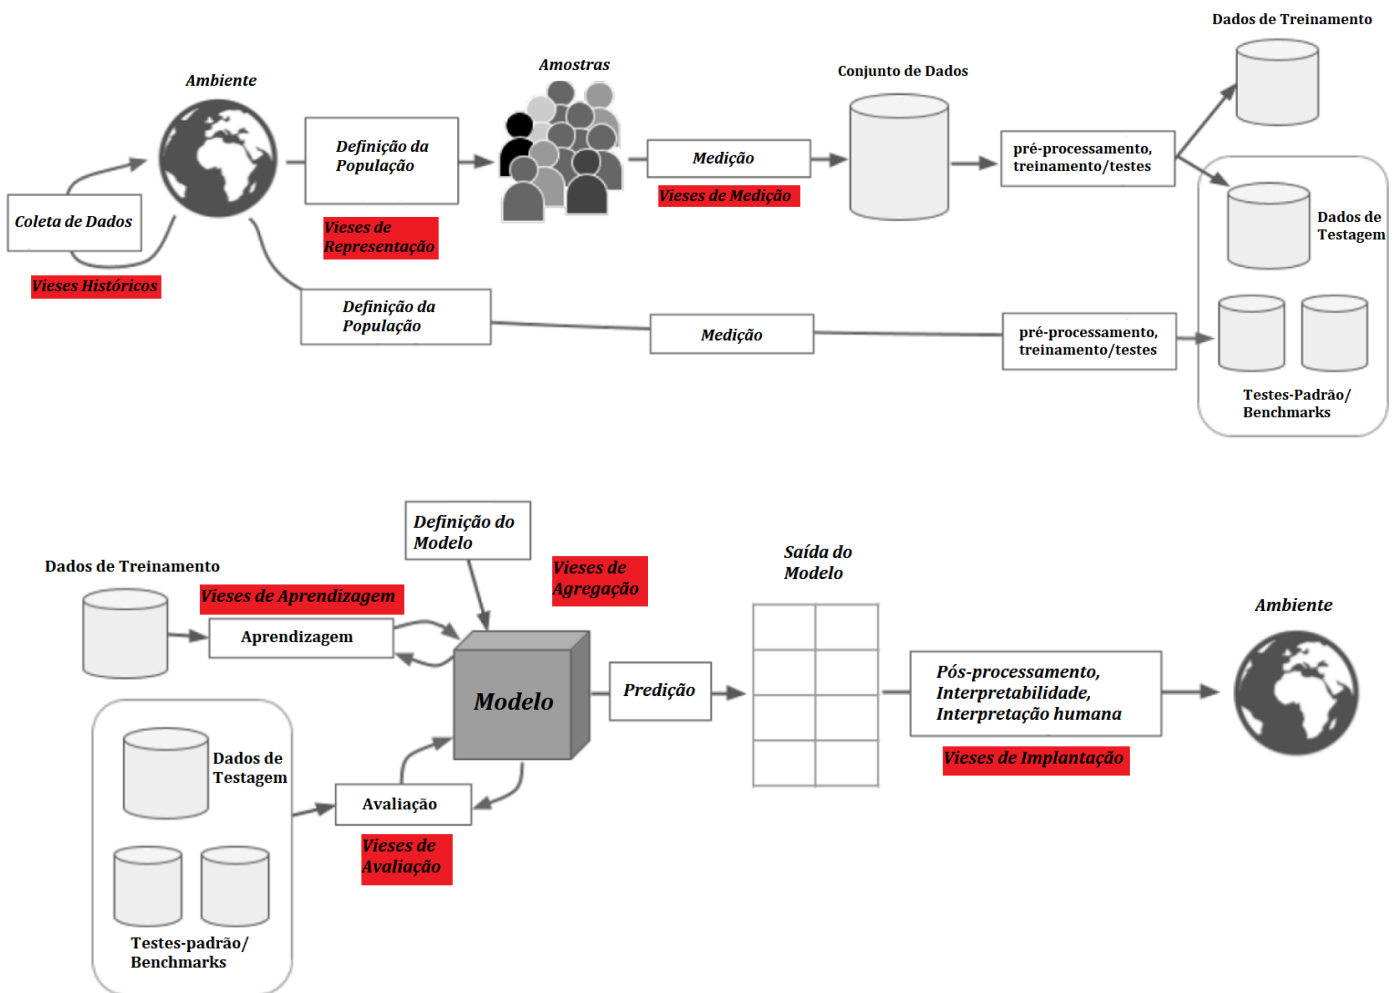 Dados de Treinamento
Ambiente
Amostras
Conjunto de Dados
Definição da
População
Medição
pré-processamento,
treinamento/testes
Vieses de Medição
Coleta de Dados
Vieses de
Representação
Dados de
Testagem
Vieses Históricos
Definição da
População
Medição
pré-processamento,
treinamento/testes
Testes-Padrão/
Benchmarks
Definição do
Modelo
Dados de Treinamento
Vieses de Aprendizagem
Vieses de
Agregação
Saída do
Modelo
Aprendizagem
Ambiente
Modelo
Predição
Pós-processamento,
Interpretabilidade,
Interpretação humana
Vieses de Implantação
Dados de
Testagem
Avaliação
Vieses de
Avaliação
Testes-padrão/
Benchmarks